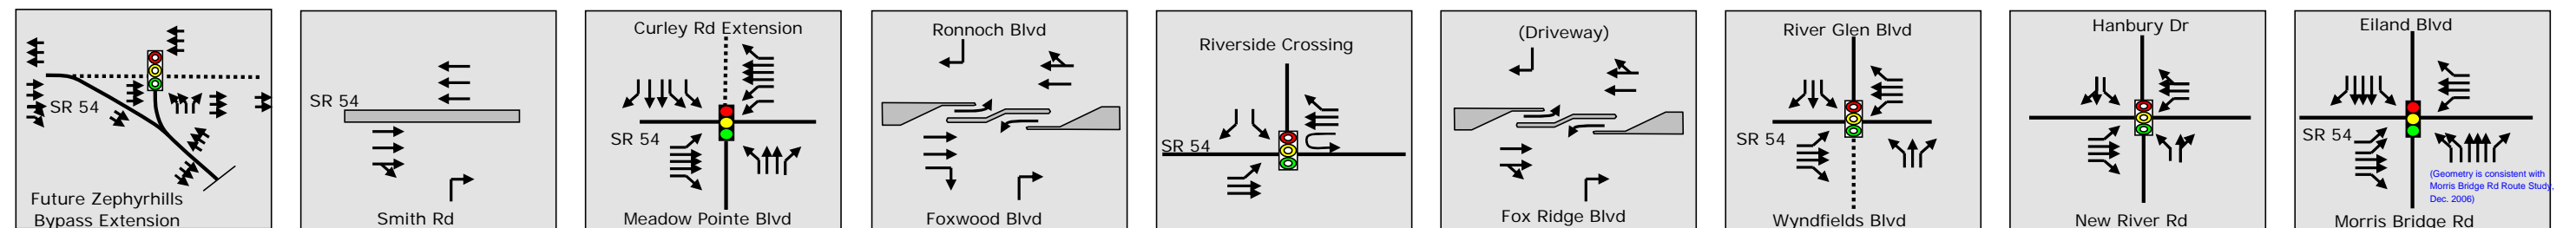 SR 54
Future Zephyrhills
Bypass Extension
SR 54
Smith Rd
Curley Rd Extension
SR 54
Meadow Pointe Blvd
Ronnoch Blvd
Foxwood Blvd
Riverside Crossing
SR 54
(Driveway)
Fox Ridge Blvd
River Glen Blvd
SR 54
Wyndfields Blvd
Hanbury Dr
New River Rd
Eiland Blvd
SR 54
(Geometry is consistent with
Morris Bridge Rd Route Study,
Dec. 2006)
Morris Bridge Rd